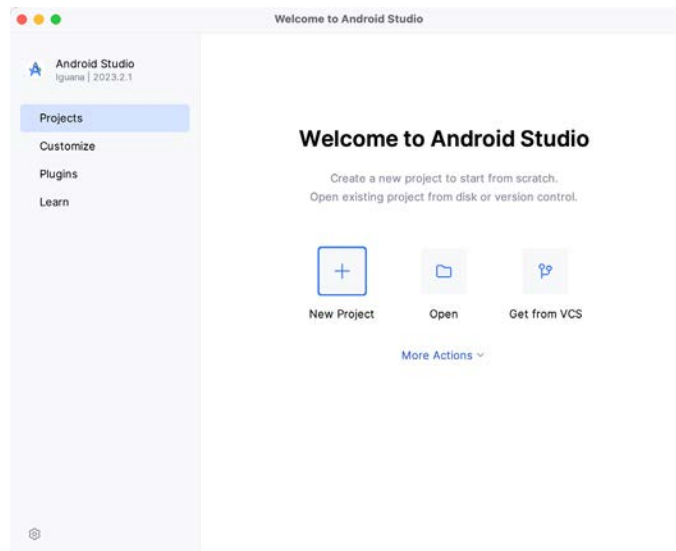 Welcome to Android Studio
Android Studio
Iguana | 2023.2.1
Projects
Customize
Plugins
Learn
Welcome to Android Studio
Create a new project to start from scratch.
Open existing project from disk or version control.
New Project
Open
Get from VCS
More Actions